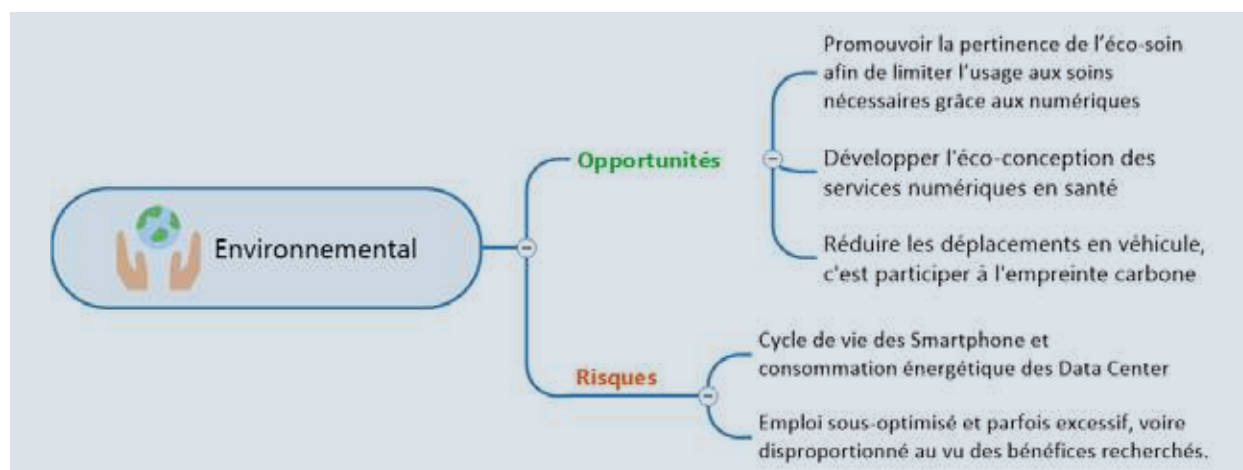 Environnemental
Opportunités
Promouvoir la pertinence de l'éco-soin
afin de limiter l'usage aux soins
nécessaires grâce aux numériques
Développer l'éco-conception des
services numériques en santé
Réduire les déplacements en véhicule,
c'est participer à l'empreinte carbone
Risques
Cycle de vie des Smartphone et
consommation énergétique des Data Center
Emploi sous-optimisé et parfois excessif, voire
disproportionné au vu des bénéfices recherchés.